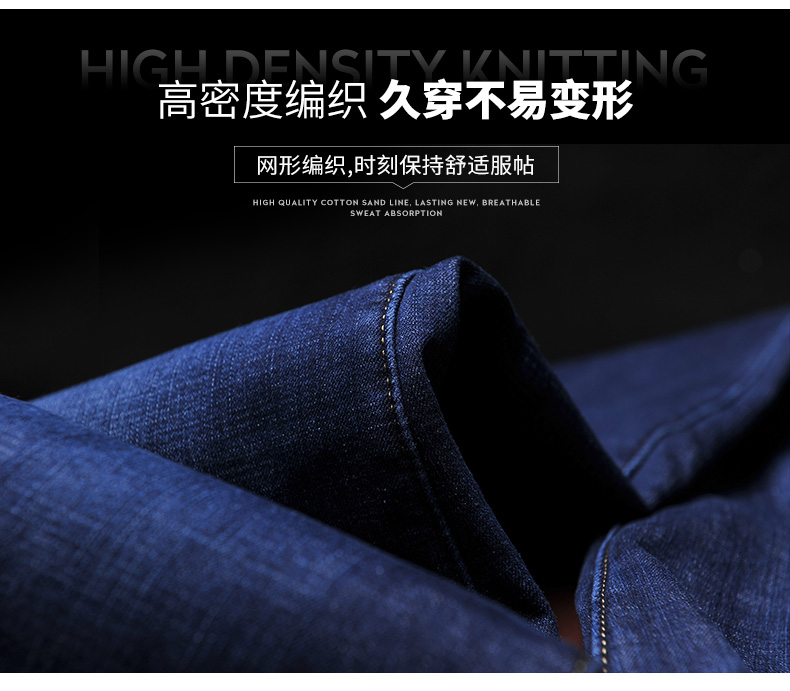 HIGH DENSITY KNITTING
高密度编织 久穿不易变形
网形编织,时刻保持舒适服帖
HIGH QUALITY COTTON SAND LINE, LASTING NEW, BREATHABLE
SWEAT ABSORPTION